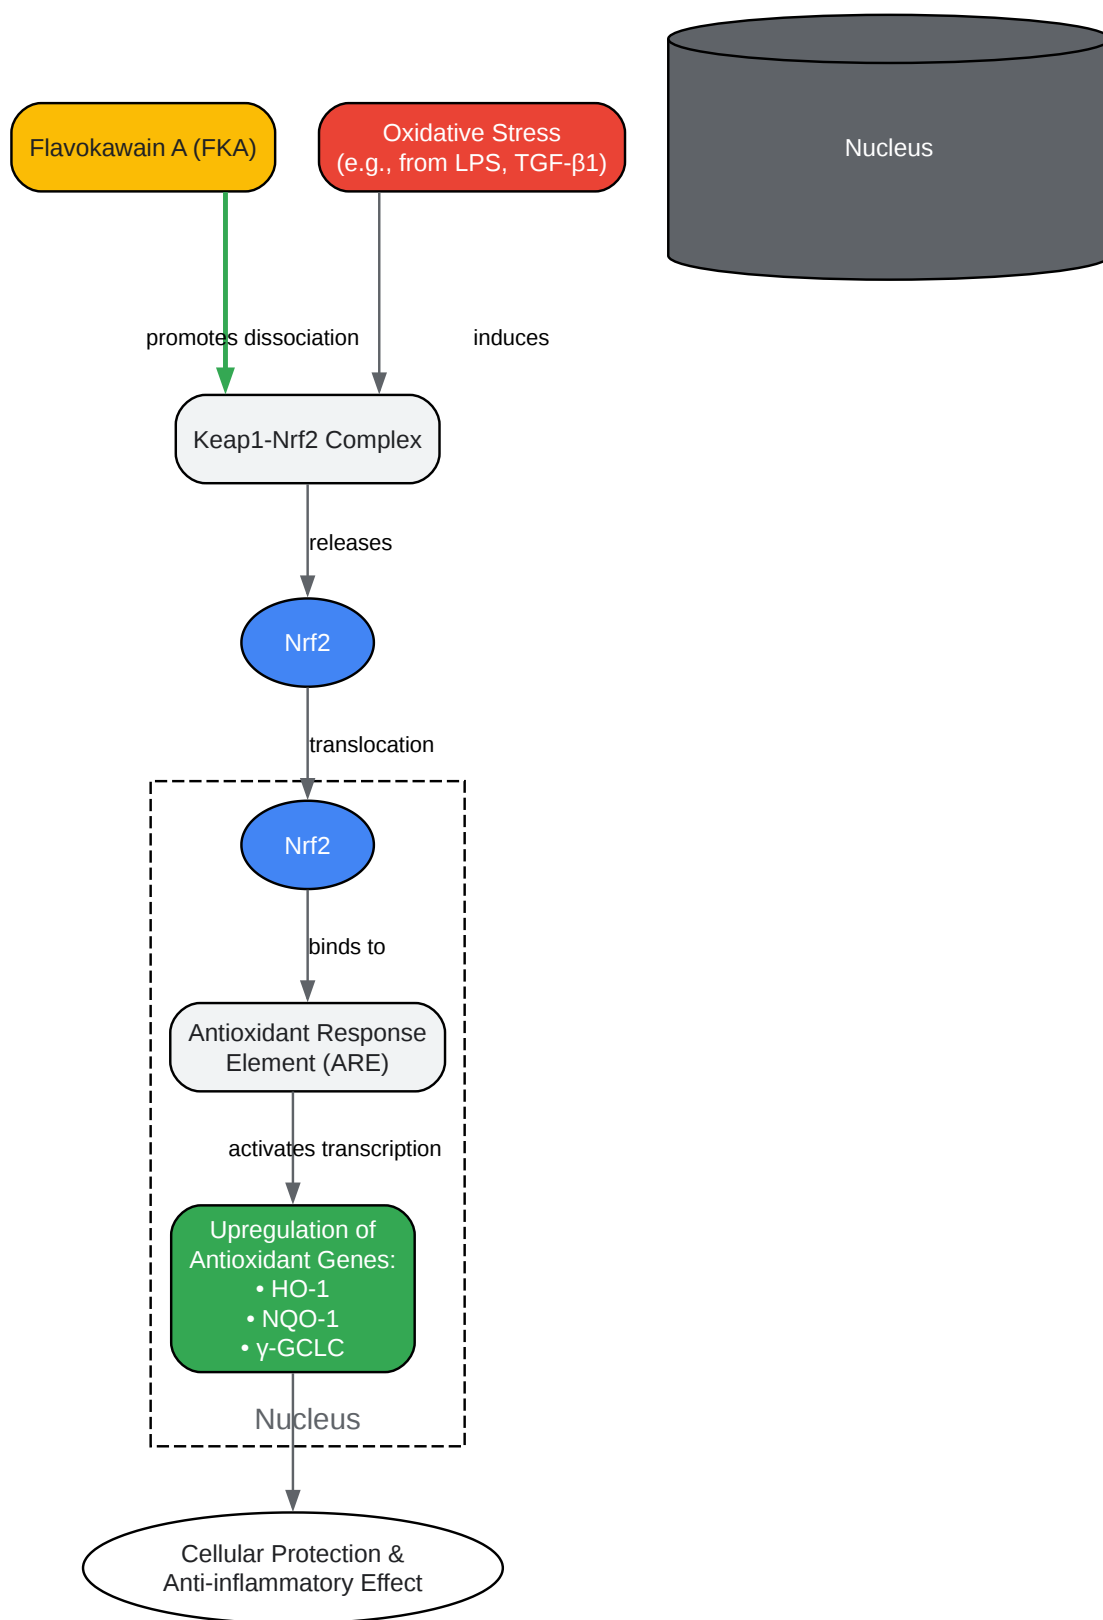 Flavokawain A (FKA)
Oxidative Stress
(e.g., from LPS, TGF-β1)
Nucleus
promotes dissociation
induces
Keap1-Nrf2 Complex
releases
Nrf2
translocation
Nrf2
binds to
Antioxidant Response
Element (ARE)
activates transcription
Upregulation of
Antioxidant Genes:
• HO-1
• NQO-1
• γ-GCLC
Nucleus
Cellular Protection &
Anti-inflammatory Effect